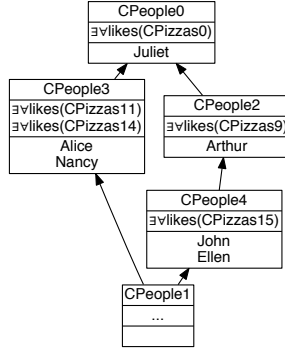 CPeople0
∃∀likes(CPizzas0)
Juliet
CPeople3
∃∀likes(CPizzas11)
∃∀likes(CPizzas14)
Alice
Nancy
CPeople2
∃∀likes(CPizzas9)
Arthur
CPeople4
∃∀likes(CPizzas15)
John
Ellen
CPeople1
...